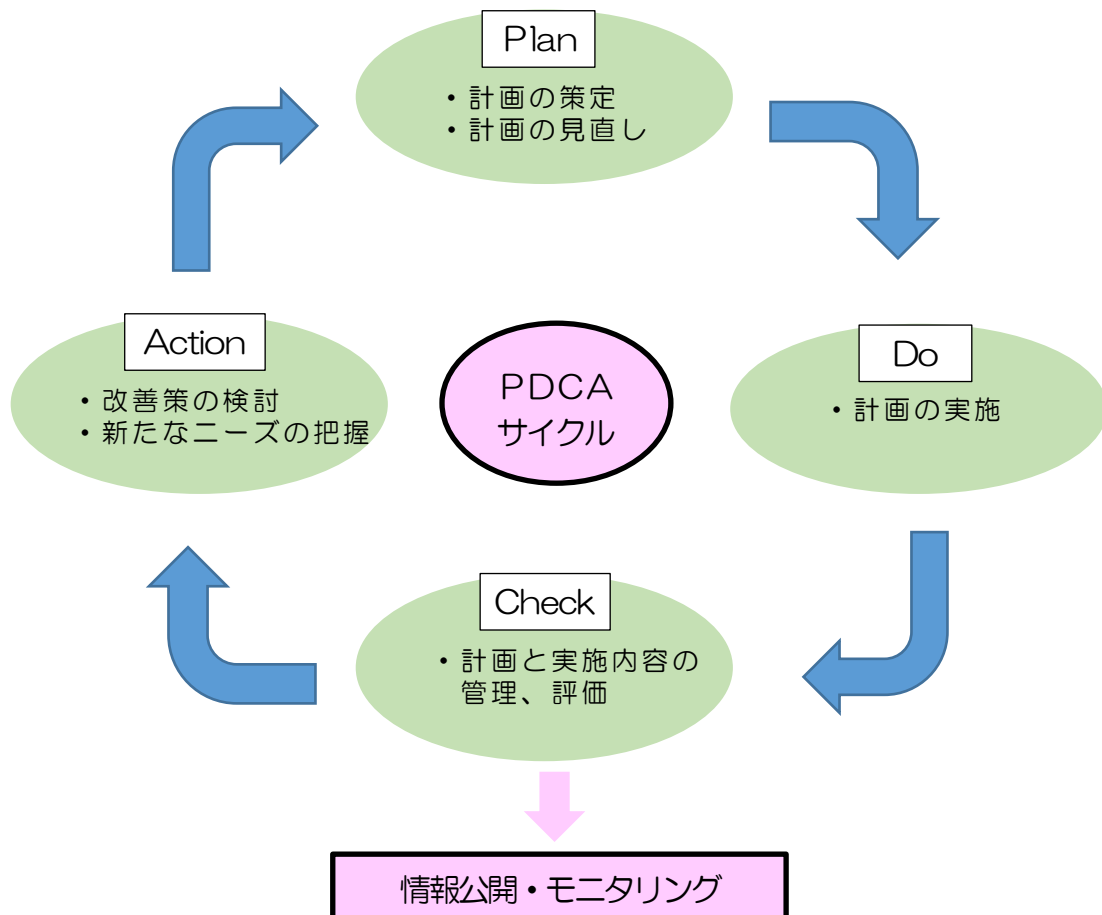 Plan
・計画の策定
・計画の見直し
Do
・計画の実施
Check
・計画と実施内容の
管理、評価
Action
・改善策の検討
・新たなニーズの把握
PDCA
サイクル
情報公開・モニタリング